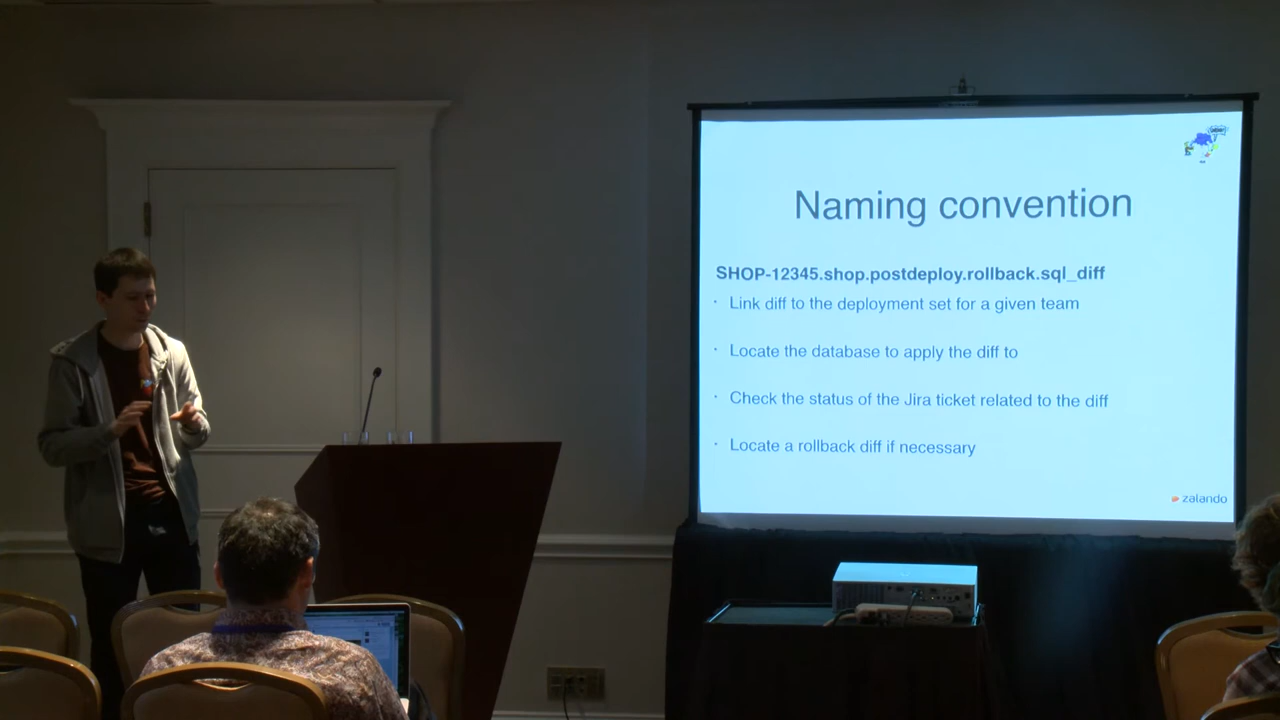 Naming convention
SHOP-12345.shop.postdeploy.rollback.sql_diff
· Link diff to the deployment set for a given team
· Locate the database to apply the diff to
· Check the status of the Jira ticket related to the diff
· Locate a rollback diff if necessary
zalando